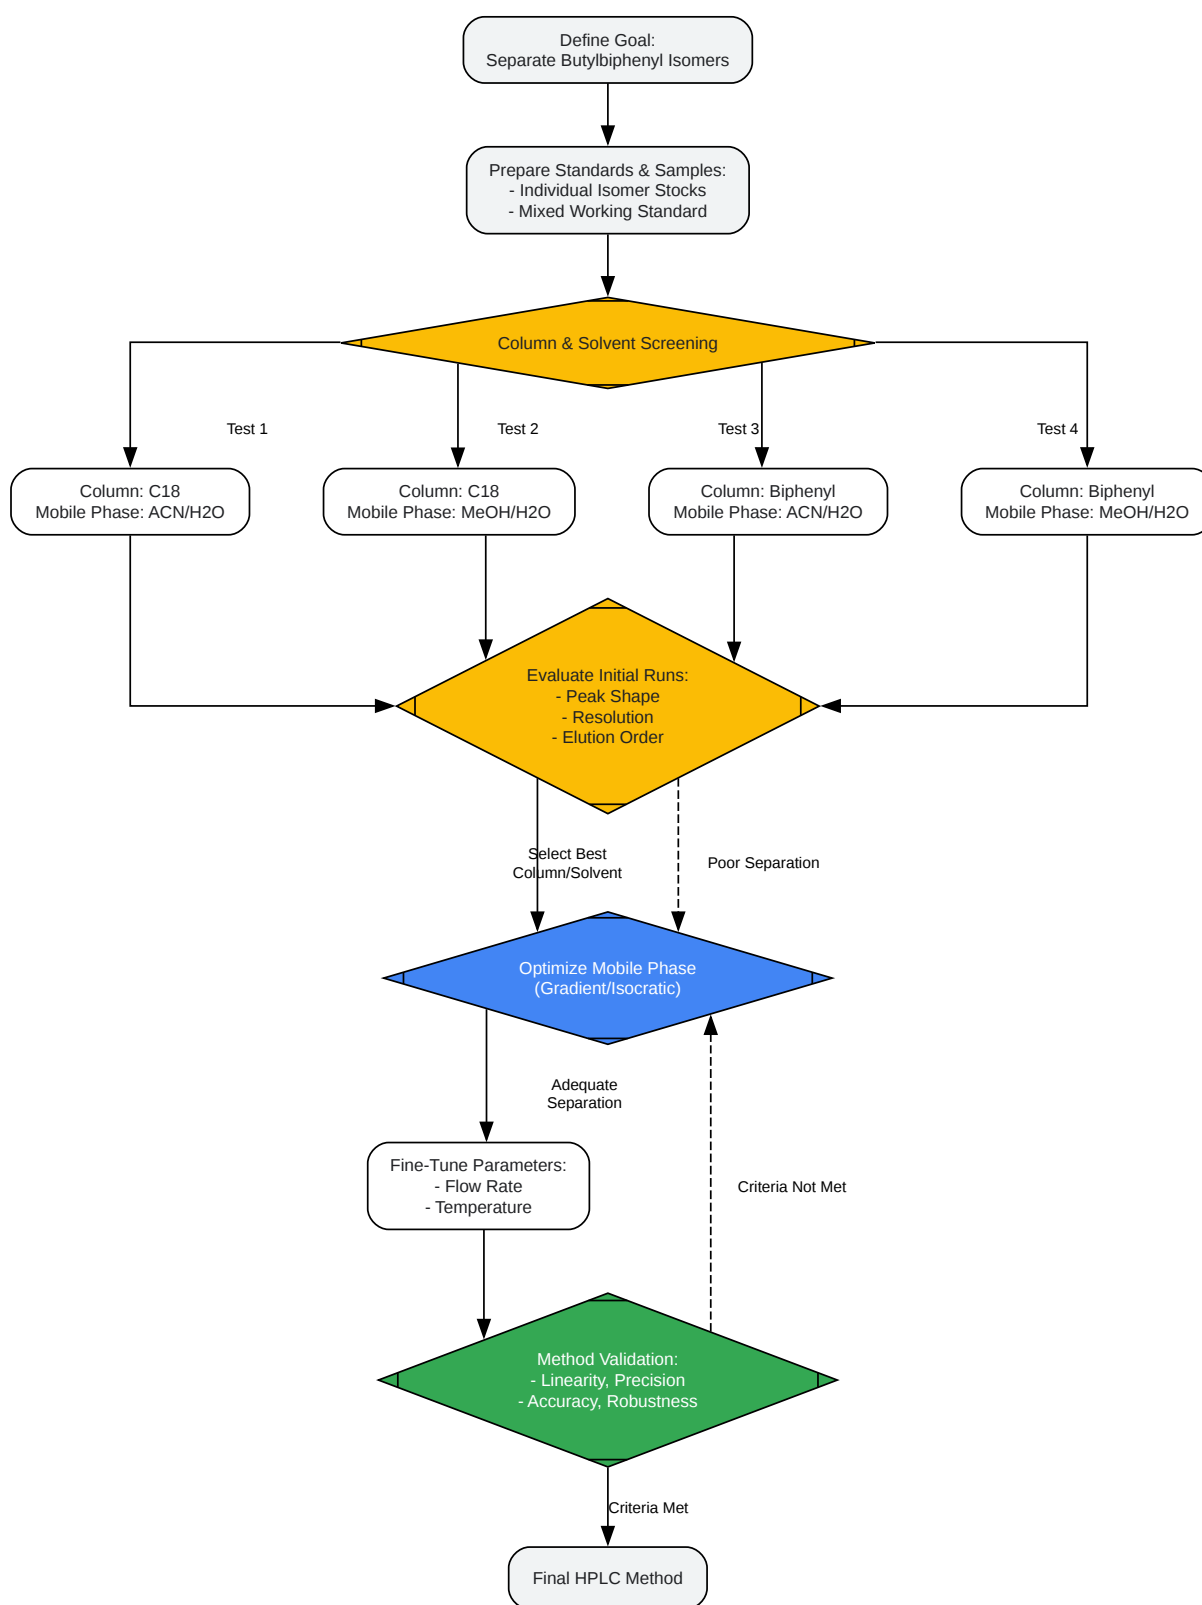 Define Goal:
Separate Butylbiphenyl Isomers
Prepare Standards & Samples:
- Individual Isomer Stocks
- Mixed Working Standard
Column & Solvent Screening
Test 1
Test 2
Test 3
Test 4
Column: C18
Mobile Phase: ACN/H2O
Column: C18
Mobile Phase: MeOH/H2O
Column: Biphenyl
Mobile Phase: ACN/H2O
Column: Biphenyl
Mobile Phase: MeOH/H2O
Evaluate Initial Runs:
- Peak Shape
- Resolution
- Elution Order
Select Best
Column/Solvent
Poor Separation
Optimize Mobile Phase
(Gradient/Isocratic)
Adequate
Separation
Fine-Tune Parameters:
- Flow Rate
- Temperature
Criteria Not Met
Method Validation:
- Linearity, Precision
- Accuracy, Robustness
Criteria Met
Final HPLC Method